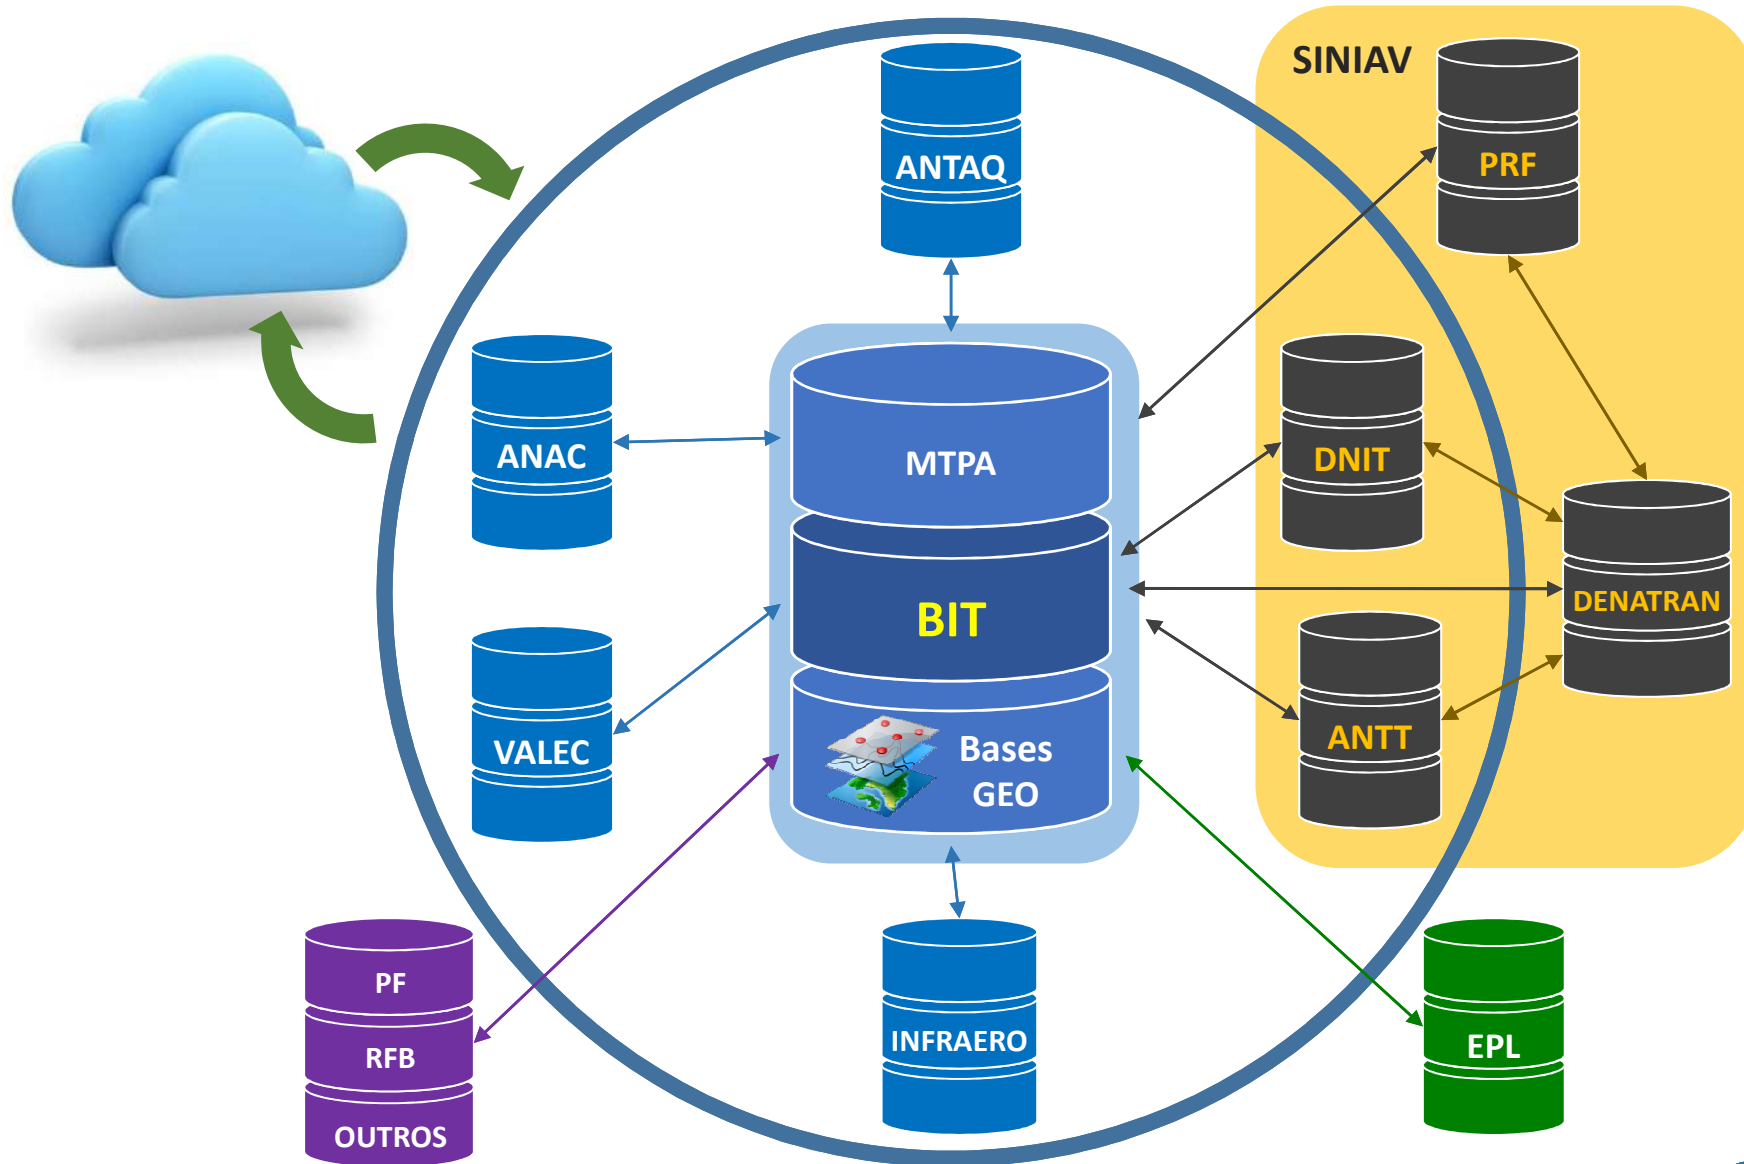 SINIAV
ANTAQ
PRF
ANAC
MTPA
DNIT
BIT
DENATRAN
VALEC
Bases
GEO
ANTT
PF
RFB
OUTROS
INFRAERO
EPL